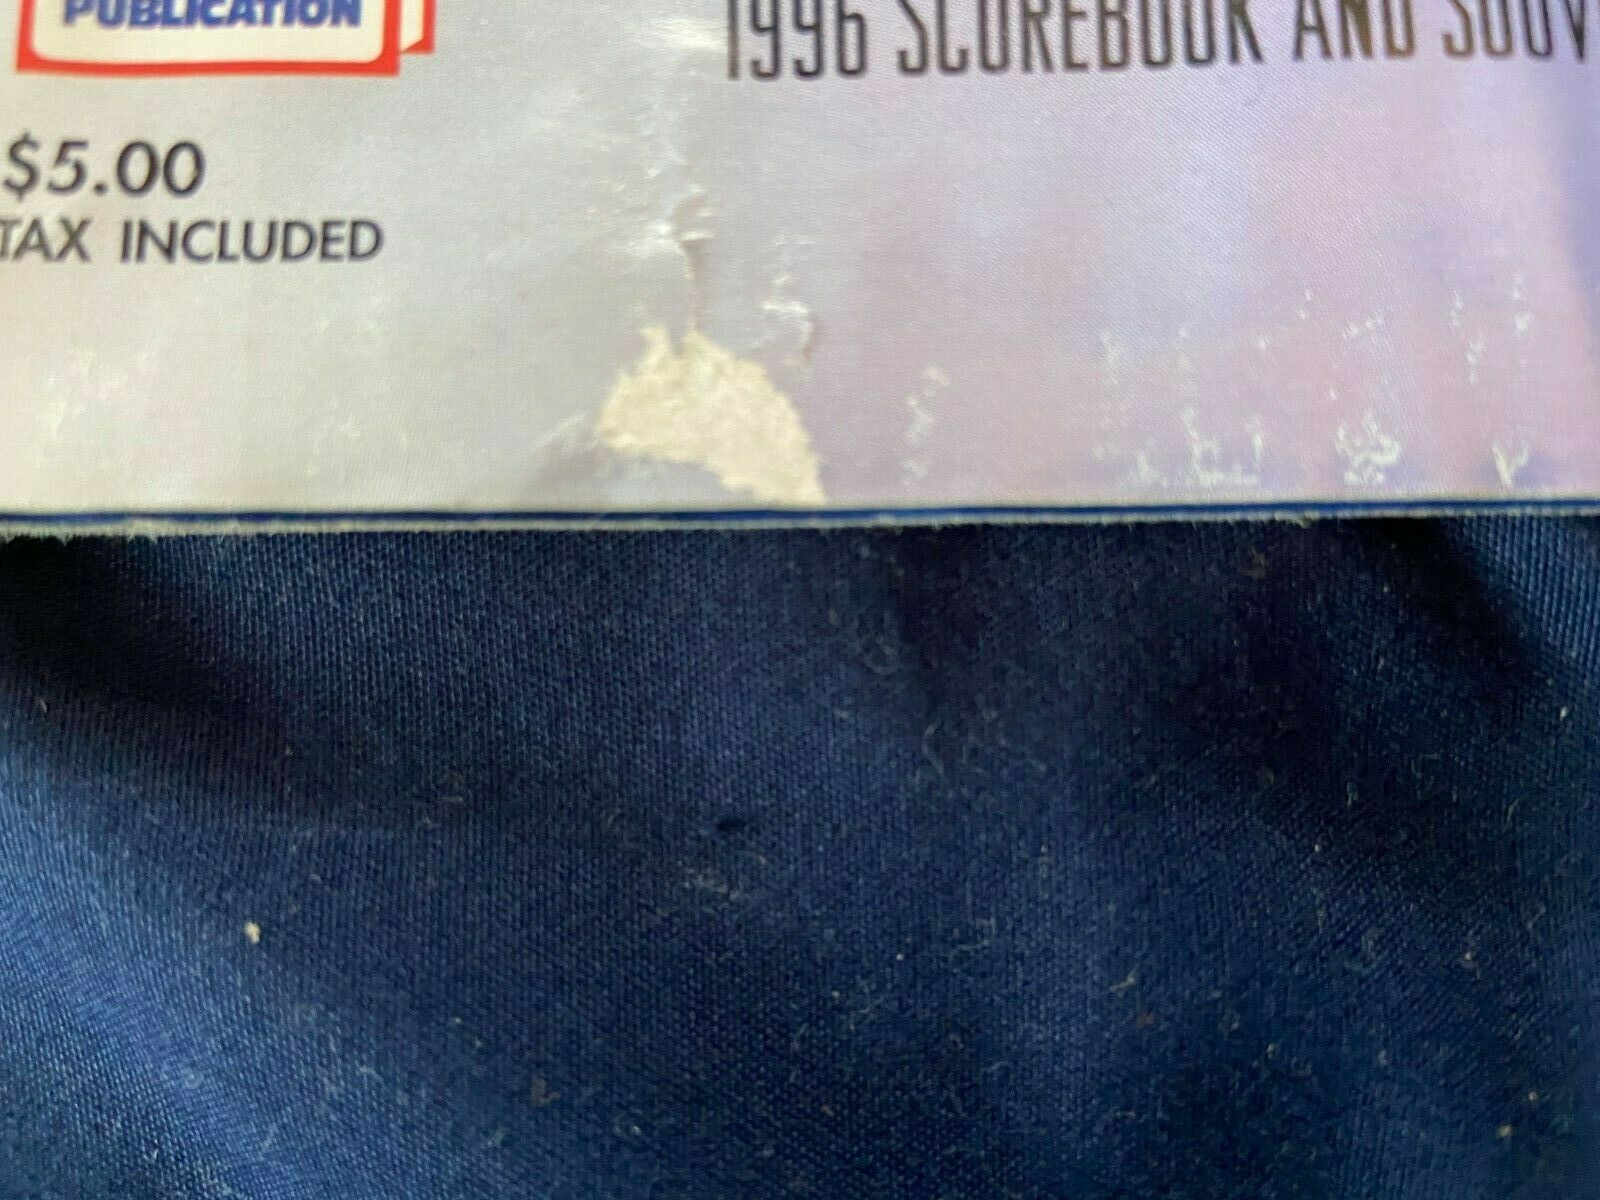 PUBLICATION
1996 SCOREBOOK AND SOUV
$5.00
TAX INCLUDED